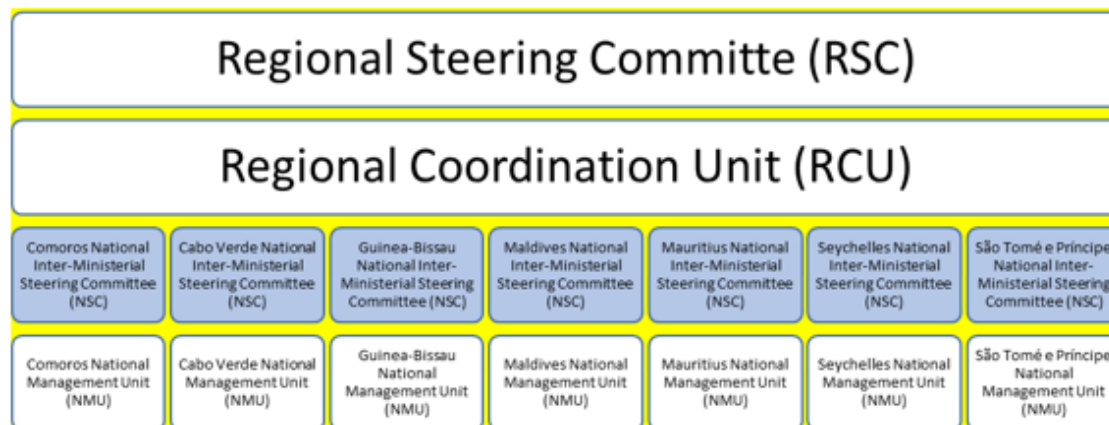 Regional Steering Committe (RSC)
Regional Coordination Unit (RCU)
Comoros National
Inter-Ministerial
Steering Committee
(NSC)
Cabo Verde National
Inter-Ministerial
Steering Committee
(NSC)
Guinea-Bissau
National Inter-
Ministerial Steering
Committee (NSC)
Maldives National
Inter-Ministerial
Steering Committee
(NSC)
Mauritius National
Inter-Ministerial
Steering Committee
(NSC)
Seychelles National
Inter-Ministerial
Steering Committee
(NSC)
São Tomé e Príncipe
National Inter-
Ministerial Steering
Committee (NSC)
Comoros National
Management Unit
(NMU)
Cabo Verde National
Management Unit
(NMU)
Guinea-Bissau
National
Management Unit
(NMU)
Maldives National
Management Unit
(NMU)
Mauritius National
Management Unit
(NMU)
Seychelles National
Management Unit
(NMU)
São Tomé e Príncipe
National
Management Unit
(NMU)